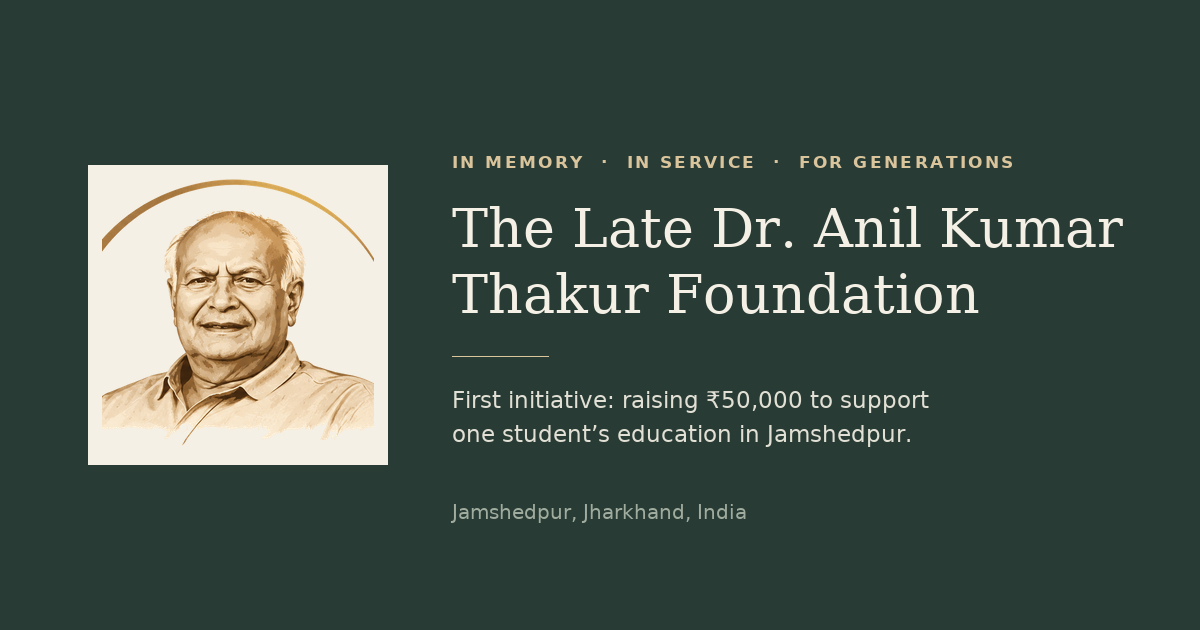 IN MEMORY · IN SERVICE · FOR GENERATIONS
The Late Dr. Anil Kumar
Thakur Foundation
First initiative: raising ₹50,000 to support
one student’s education in Jamshedpur.
Jamshedpur, Jharkhand, India